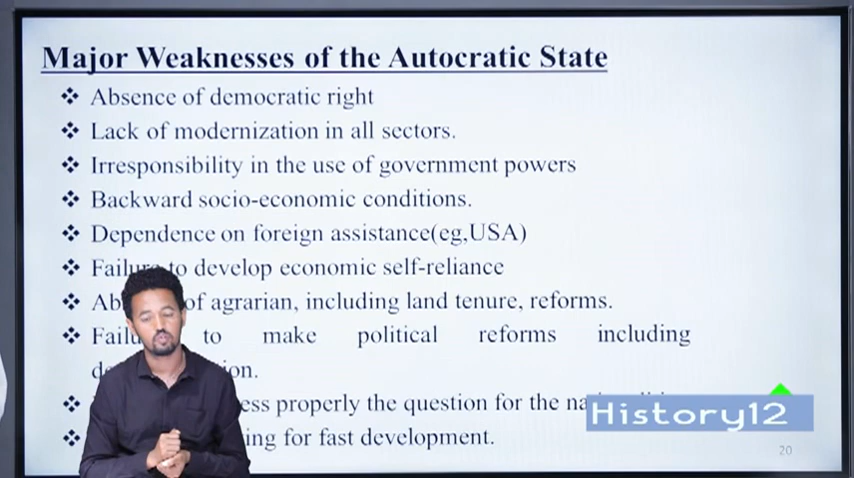 Major Weaknesses of the Autocratic State
❖ Absence of democratic right
❖ Lack of modernization in all sectors.
❖ Irresponsibility in the use of government powers
❖ Backward socio-economic conditions.
❖ Dependence on foreign assistance(eg,USA)
❖ Failure to develop economic self-reliance
❖ of agrarian, including land tenure, reforms.
❖ to make political reforms including
❖ properly the question for the
❖ for fast development.
History12
20